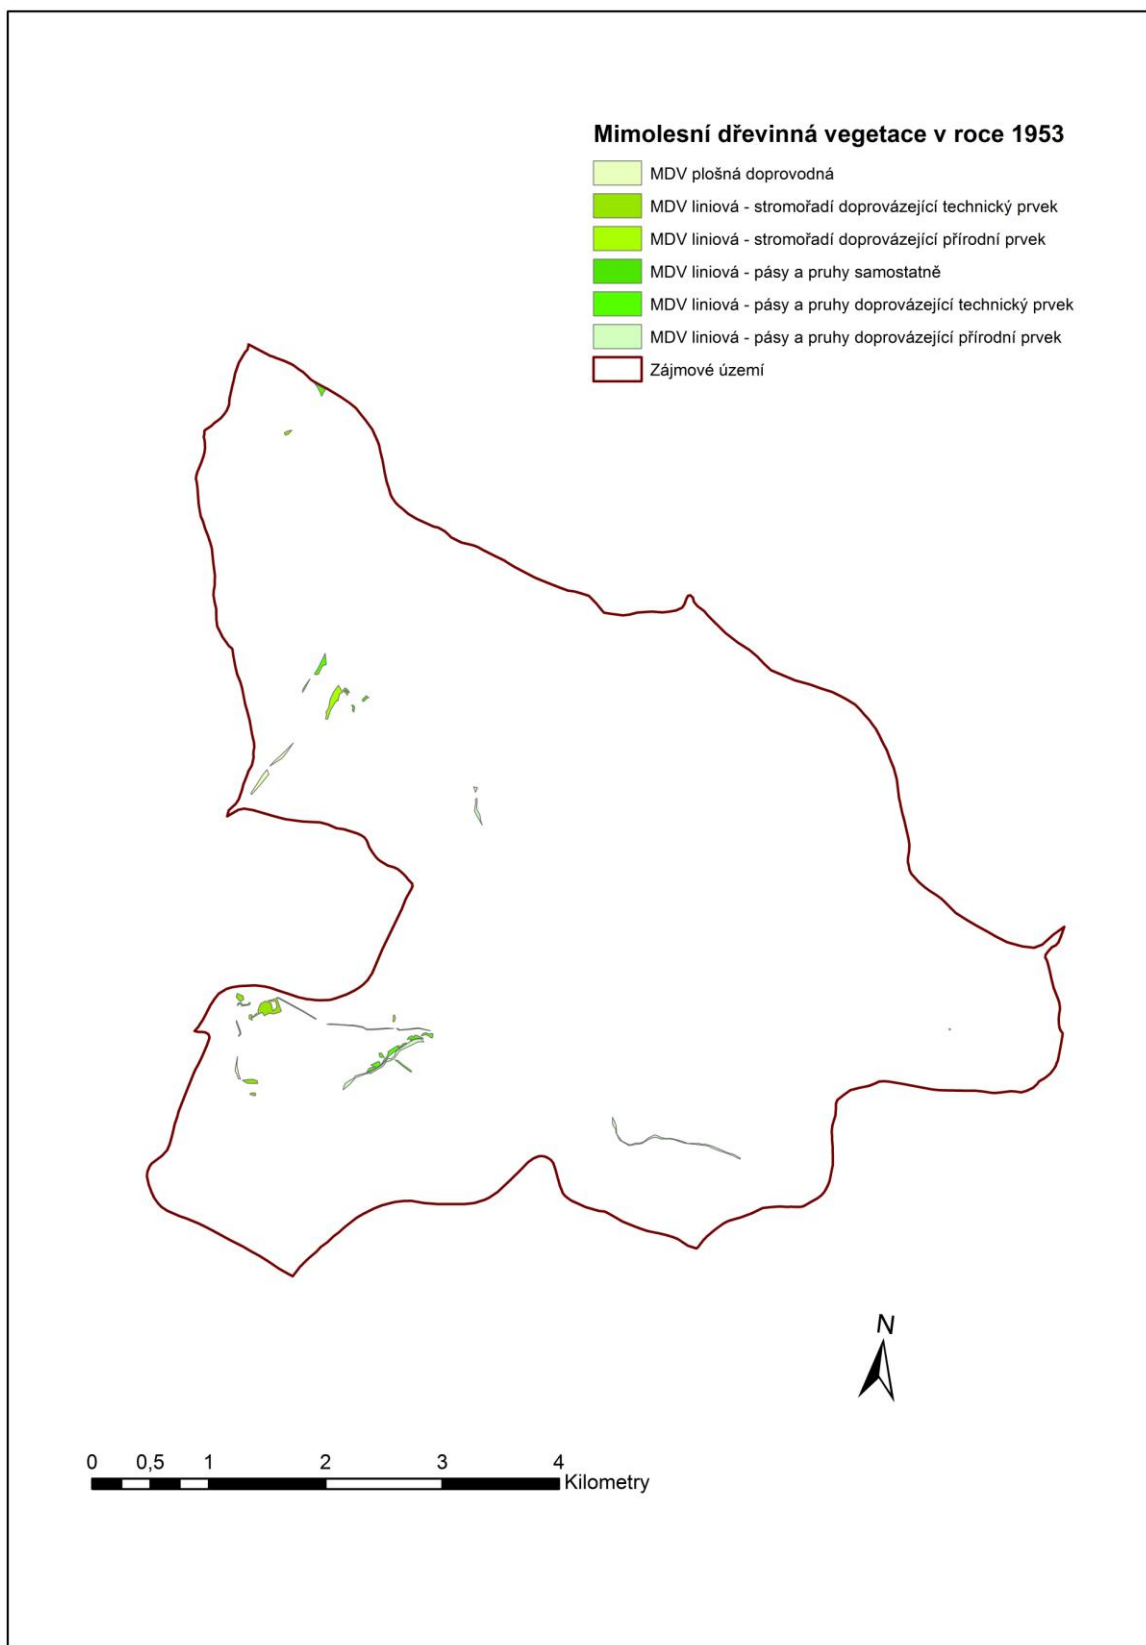 Mimolesní dřevinná vegetace v roce 1953
MDV plošná doprovodná
MDV liniová - stromořadí doprovázející technický prvek
MDV liniová - stromořadí doprovázející přírodní prvek
MDV liniová - pásy a pruhy samostatně
MDV liniová - pásy a pruhy doprovázející technický prvek
MDV liniová - pásy a pruhy doprovázející přírodní prvek
Zájmové území
N
0 0,5 1 2 3 4
Kilometry